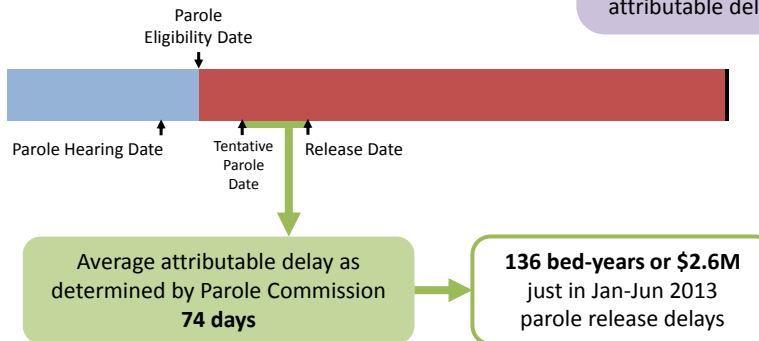 attributable del
Parole
Eligibility Date
Parole Hearing Date
Tentative
Parole
Date
Release Date
Average attributable delay as
determined by Parole Commission
74 days
136 bed-years or $2.6M
just in Jan-Jun 2013
parole release delays